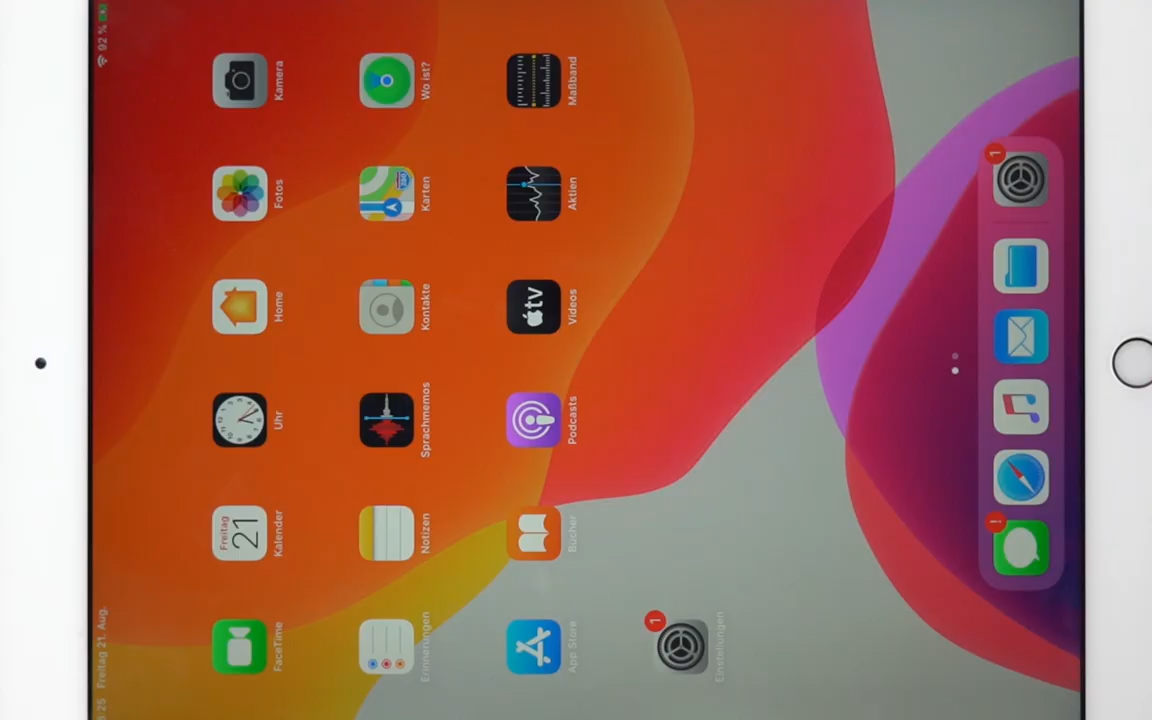 25 Freitag 21. Aug.
92 %
FaceTime
Freitag
21
Kalender
Uhr
Home
Fotos
Kamera
Erinnerungen
Notizen
Sprachmemos
Kontakte
Karten
Wo ist?
App Store
Bücher
Podcasts
tv
Videos
Aktien
Maßband
1
Einstellungen
!
1